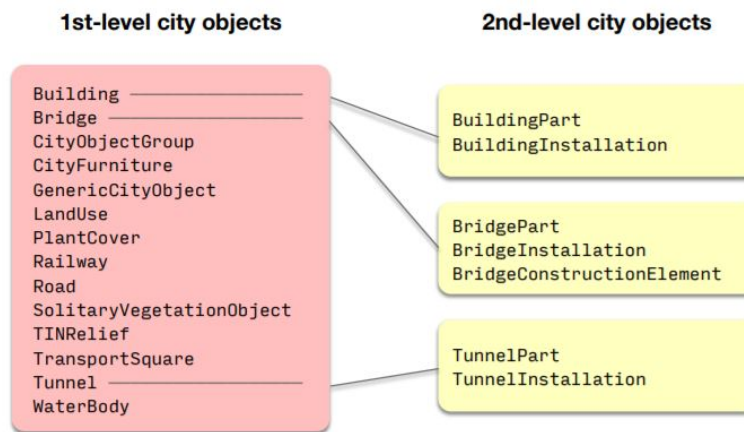 1st-level city objects
2nd-level city objects
Building
Bridge
CityObjectGroup
CityFurniture
GenericCityObject
LandUse
PlantCover
Railway
Road
SolitaryVegetationObject
TINRelief
TransportSquare
Tunnel
WaterBody
BuildingPart
BuildingInstallation
BridgePart
BridgeInstallation
BridgeConstructionElement
TunnelPart
TunnelInstallation